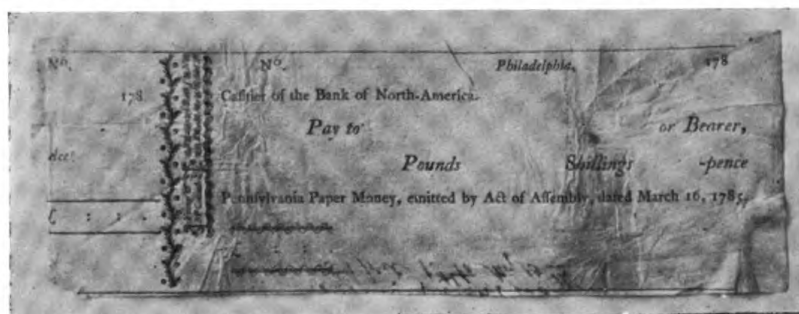 No. No. Philadelphia, 178
178 Cashier of the Bank of North-America.
Pay to or Bearer,
Pounds Shillings -pence
Pennsylvania Paper Money, emitted by Act of Assembly, dated March 16, 1785,
£ : : .